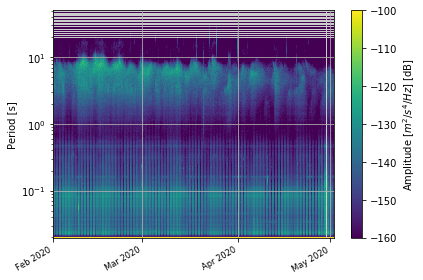 10¹
10⁰
10⁻¹
Period [s]
Feb 2020
Mar 2020
Apr 2020
May 2020
−100
−110
−120
−130
−140
−150
−160
Amplitude [m²/s⁴/Hz] [dB]